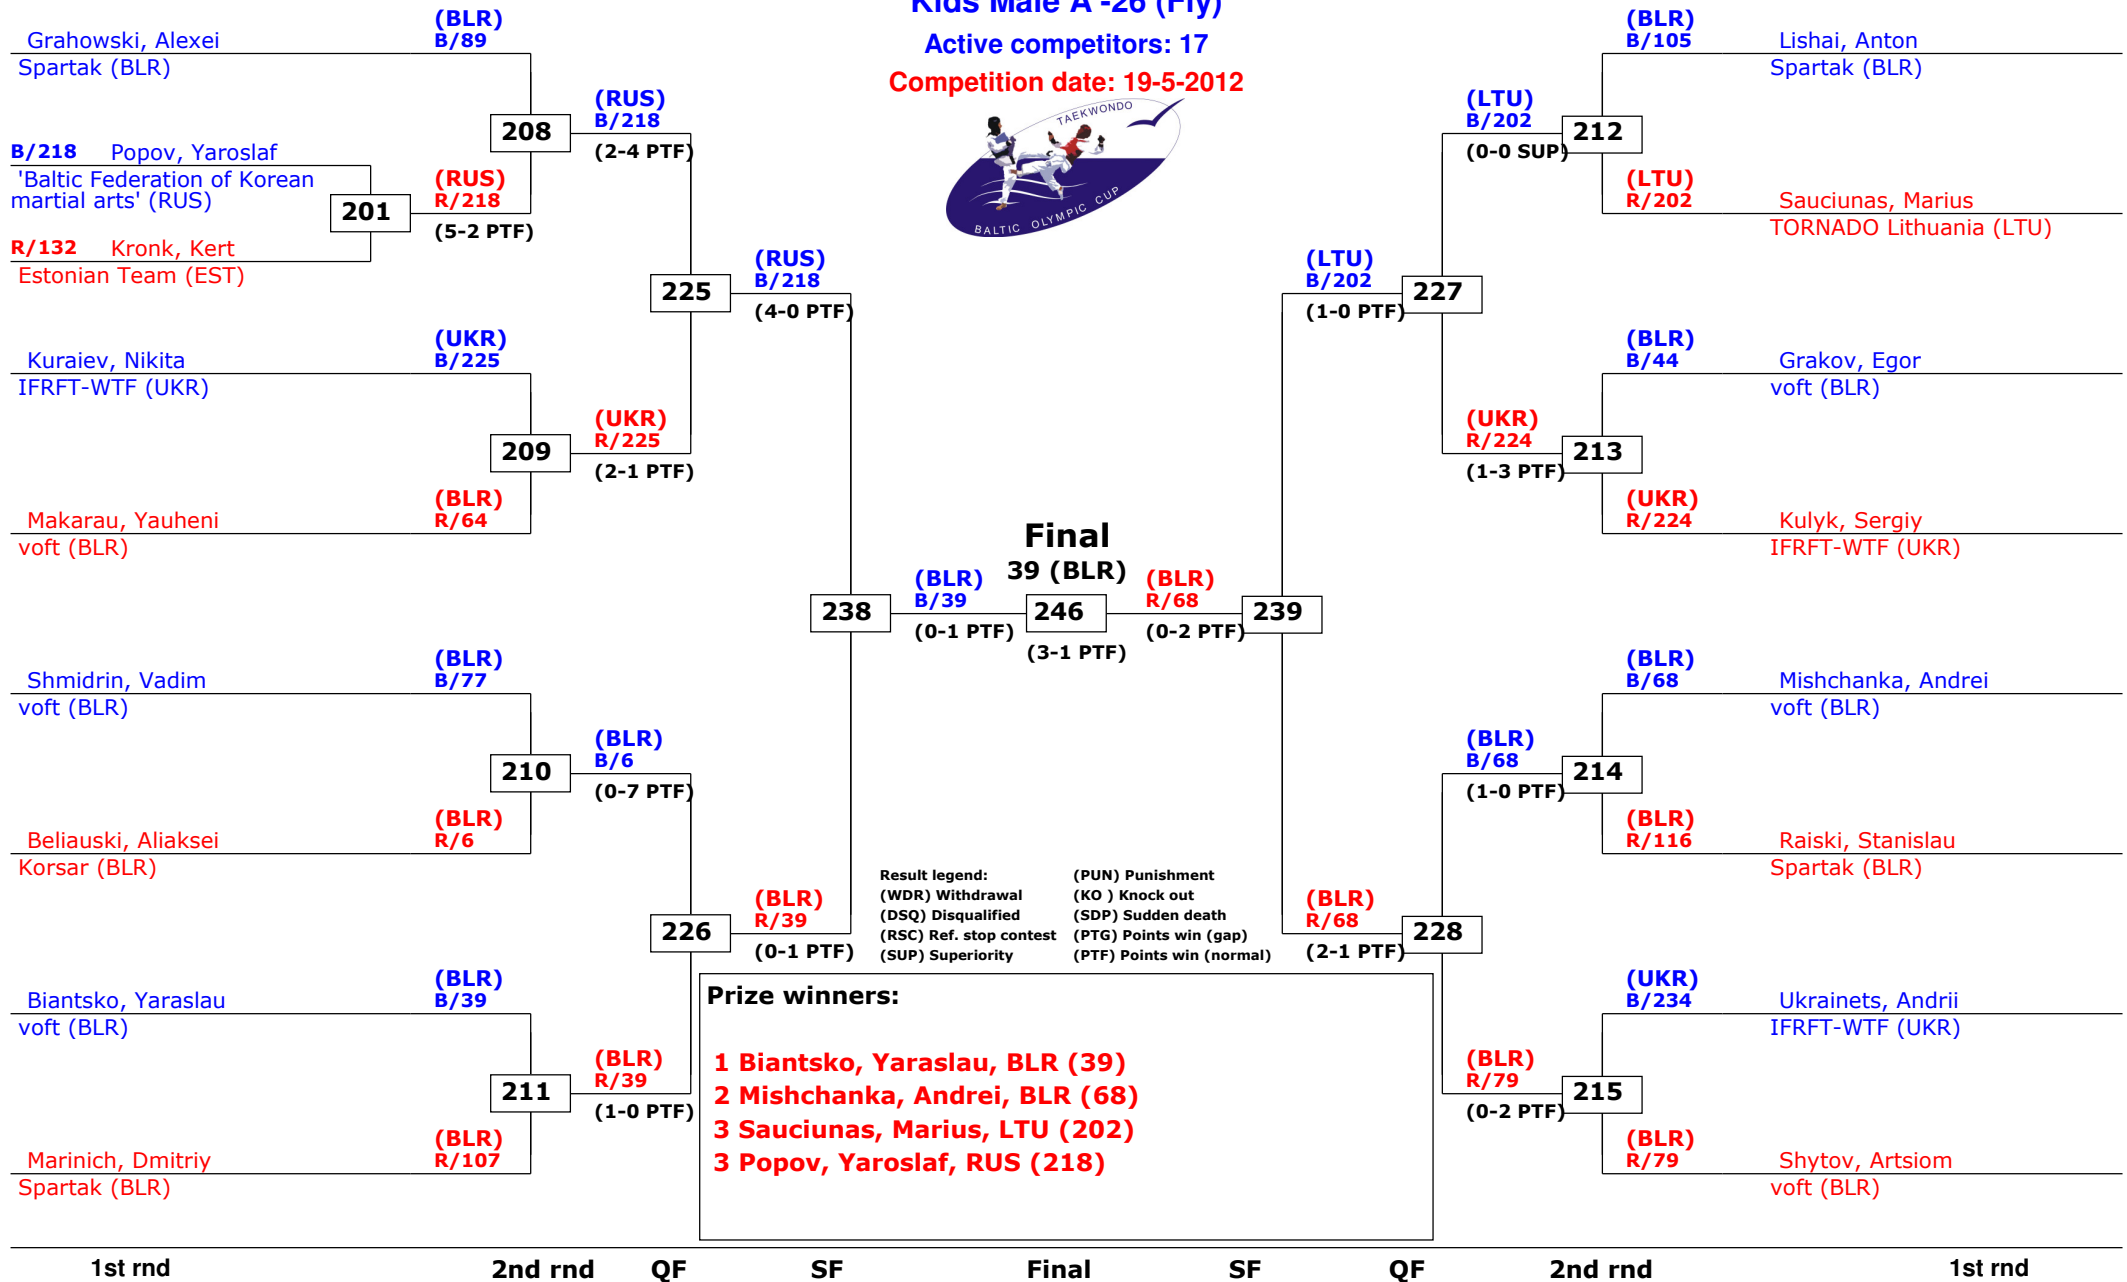 Kids Male A -26 (Fly)
Active competitors: 17
Competition date: 19-5-2012
TAEKWONDO
BALTIC OLYMPIC CUP
Grahowski, Alexei
Spartak (BLR)
(BLR)
B/89
B/218 Popov, Yaroslaf
'Baltic Federation of Korean
martial arts' (RUS)
R/132 Kronk, Kert
Estonian Team (EST)
201
(RUS)
R/218
(5-2 PTF)
208
(RUS)
B/218
(2-4 PTF)
Kuraiev, Nikita
IFRFT-WTF (UKR)
(UKR)
B/225
Makarau, Yauheni
voft (BLR)
(BLR)
R/64
209
(UKR)
R/225
(2-1 PTF)
225
(RUS)
B/218
(4-0 PTF)
Shmidrin, Vadim
voft (BLR)
(BLR)
B/77
Beliauski, Aliaksei
Korsar (BLR)
(BLR)
R/6
210
(BLR)
B/6
(0-7 PTF)
Biantsko, Yaraslau
voft (BLR)
(BLR)
B/39
Marinich, Dmitriy
Spartak (BLR)
(BLR)
R/107
211
(BLR)
R/39
(1-0 PTF)
226
(BLR)
R/39
(0-1 PTF)
238
(BLR)
B/39
(0-1 PTF)
Final
39 (BLR)
246
(3-1 PTF)
(BLR)
R/68
(0-2 PTF)
239
(LTU)
B/202
(1-0 PTF)
227
(LTU)
B/202
(0-0 SUP)
212
(BLR)
B/105
Lishai, Anton
Spartak (BLR)
(LTU)
R/202
Sauciunas, Marius
TORNADO Lithuania (LTU)
(UKR)
R/224
(1-3 PTF)
213
(BLR)
B/44
Grakov, Egor
voft (BLR)
(UKR)
R/224
Kulyk, Sergiy
IFRFT-WTF (UKR)
(BLR)
R/68
(2-1 PTF)
228
(BLR)
B/68
(1-0 PTF)
214
(BLR)
B/68
Mishchanka, Andrei
voft (BLR)
(BLR)
R/116
Raiski, Stanislau
Spartak (BLR)
(BLR)
R/79
(0-2 PTF)
215
(UKR)
B/234
Ukrainets, Andrii
IFRFT-WTF (UKR)
(BLR)
R/79
Shytov, Artsiom
voft (BLR)
Result legend:
(WDR) Withdrawal
(DSQ) Disqualified
(RSC) Ref. stop contest
(SUP) Superiority
(PUN) Punishment
(KO ) Knock out
(SDP) Sudden death
(PTG) Points win (gap)
(PTF) Points win (normal)
Prize winners:
1 Biantsko, Yaraslau, BLR (39)
2 Mishchanka, Andrei, BLR (68)
3 Sauciunas, Marius, LTU (202)
3 Popov, Yaroslaf, RUS (218)
1st rnd 2nd rnd QF SF Final SF QF 2nd rnd 1st rnd